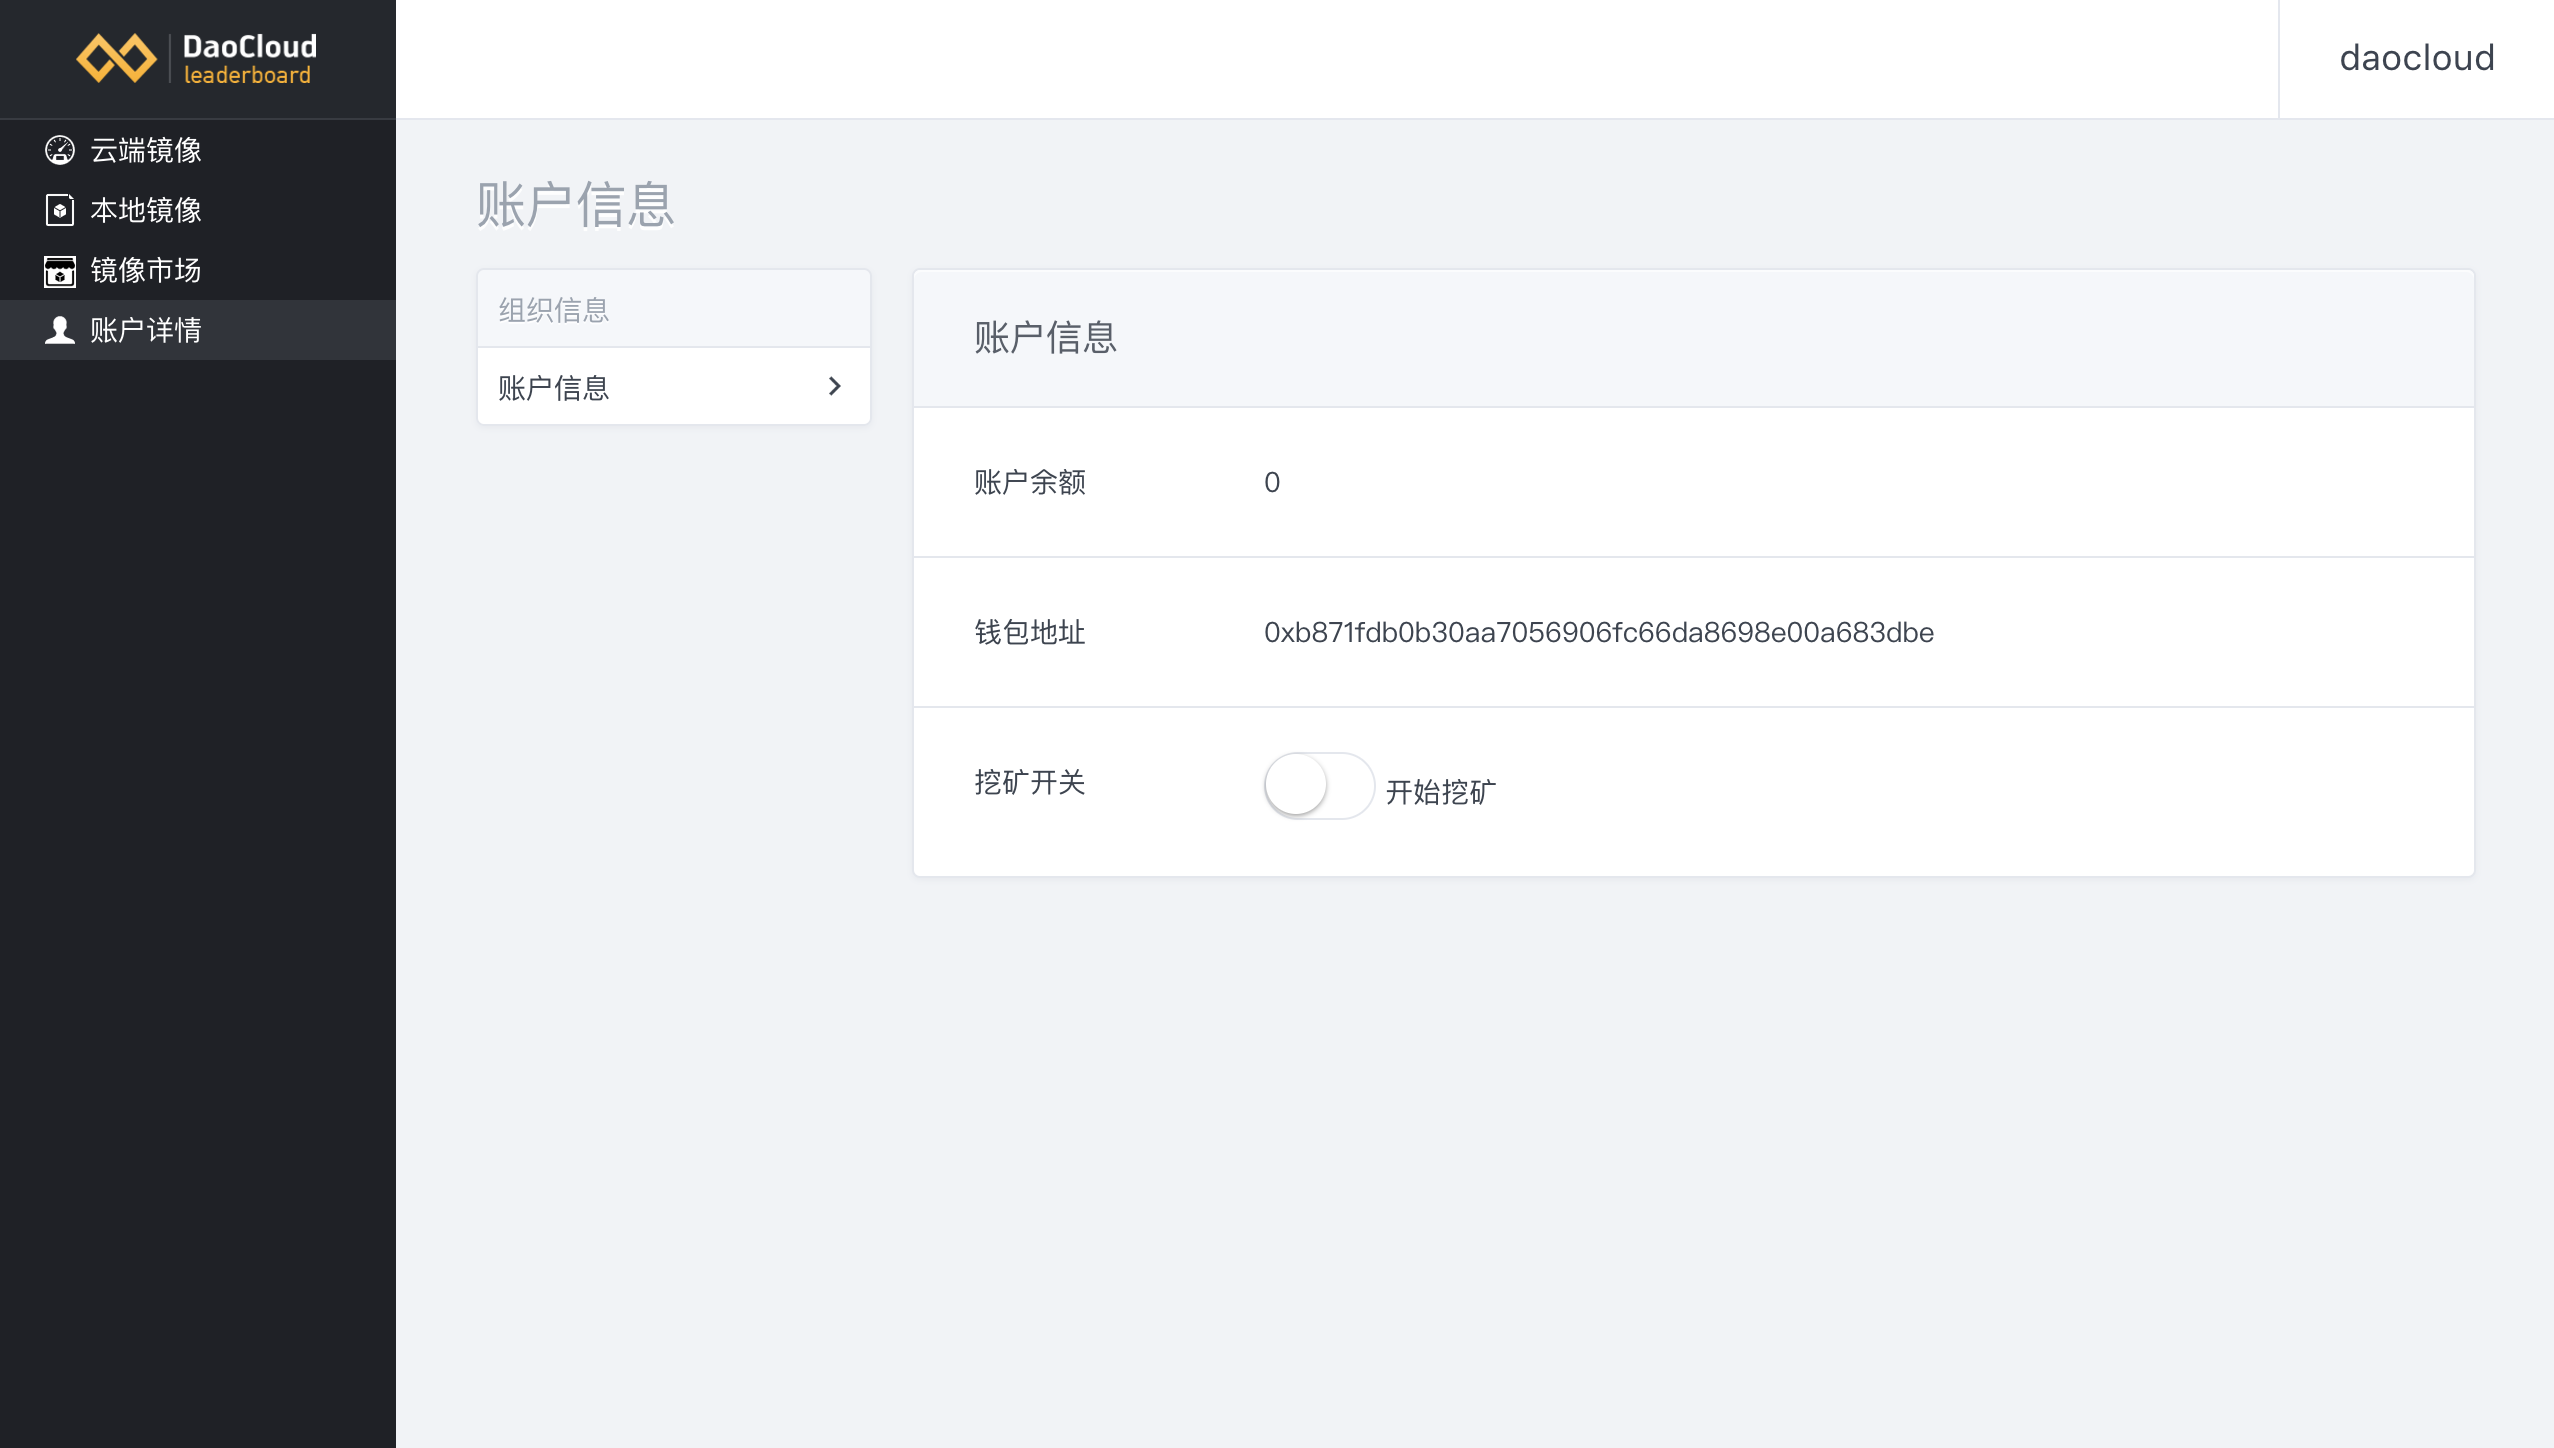 DaoCloud
leaderboard
daocloud
云端镜像
本地镜像
镜像市场
账户详情
账户信息
组织信息
账户信息
账户信息
账户余额 0
钱包地址 0xb871fdb0b30aa7056906fc66da8698e00a683dbe
挖矿开关 开始挖矿